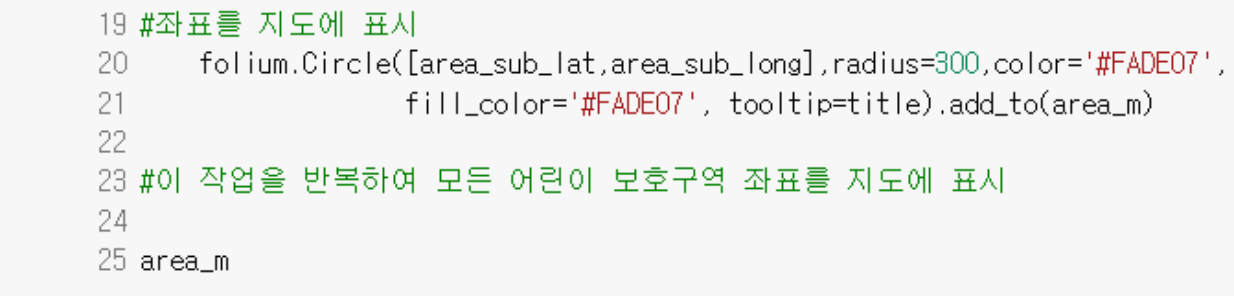 19 #좌표를 지도에 표시
20 folium.Circle([area_sub_lat,area_sub_long],radius=300,color='#FADE07',
21 fill_color='#FADE07', tooltip=title).add_to(area_m)
22
23 #이 작업을 반복하여 모든 어린이 보호구역 좌표를 지도에 표시
24
25 area_m